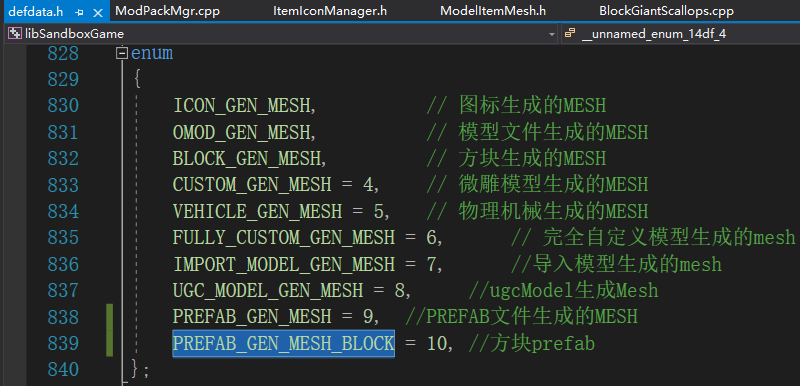 defdata.h ModPackMgr.cpp ItemIconManager.h ModelItemMesh.h BlockGiantScallops.cpp
libSandboxGame __unnamed_enum_14df_4
828 enum
829 {
830 ICON_GEN_MESH, // 图标生成的MESH
831 OMOD_GEN_MESH, // 模型文件生成的MESH
832 BLOCK_GEN_MESH, // 方块生成的MESH
833 CUSTOM_GEN_MESH = 4, // 微雕模型生成的MESH
834 VEHICLE_GEN_MESH = 5, // 物理机械生成的MESH
835 FULLY_CUSTOM_GEN_MESH = 6, // 完全自定义模型生成的mesh
836 IMPORT_MODEL_GEN_MESH = 7, //导入模型生成的mesh
837 UGC_MODEL_GEN_MESH = 8, //ugcModel生成Mesh
838 PREFAB_GEN_MESH = 9, //PREFAB文件生成的MESH
839 PREFAB_GEN_MESH_BLOCK = 10, //方块prefab
840 };